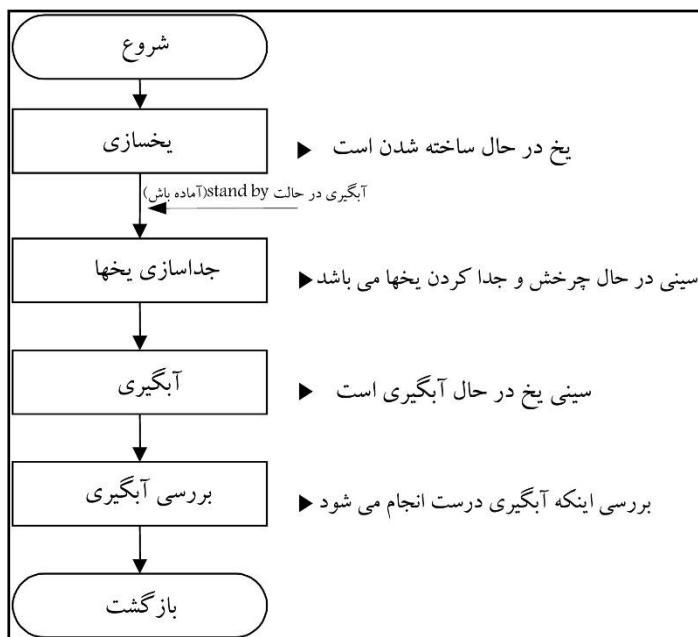 شروع
یخسازی
یخ در حال ساخته شدن است
آبگیری در حالت stand by(آماده باش)
جداسازی یخها
سینی در حال چرخش و جدا کردن یخها می باشد
آبگیری
سینی یخ در حال آبگیری است
بررسی آبگیری
بررسی اینکه آبگیری درست انجام می شود
بازگشت